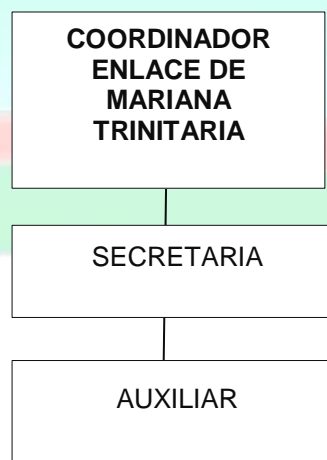 COORDINADOR
ENLACE DE
MARIANA
TRINITARIA
SECRETARIA
AUXILIAR